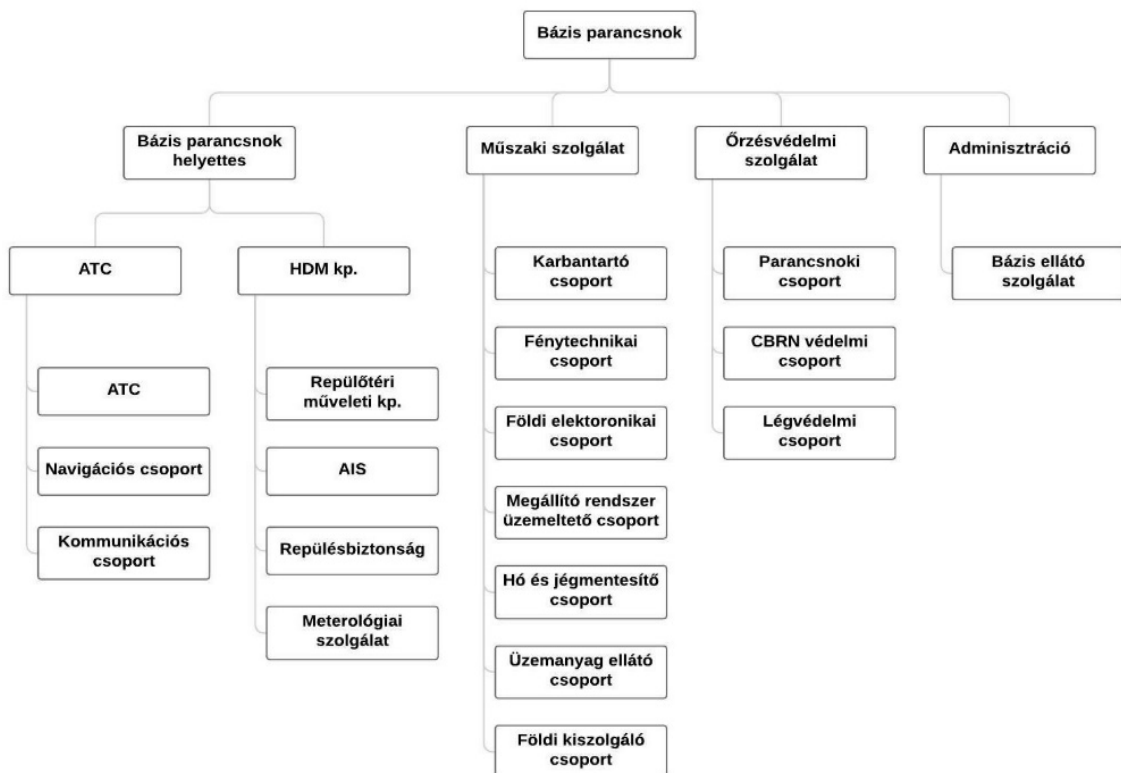 Bázis parancsnok
Bázis parancsnok
helyettes
Műszaki szolgálat
Őrzésvédelmi
szolgálat
Adminisztráció
ATC
HDM kp.
ATC
Navigációs csoport
Kommunikációs
csoport
Repülőtéri
műveleti kp.
AIS
Repülésbiztonság
Meterológiai
szolgálat
Karbantartó
csoport
Fénytechnikai
csoport
Földi elektoronikai
csoport
Megállító rendszer
üzemeltető csoport
Hó és jégmentesítő
csoport
Üzemanyag ellátó
csoport
Földi kiszolgáló
csoport
Parancsnoki
csoport
CBRN védelmi
csoport
Légvédelmi
csoport
Bázis ellátó
szolgálat